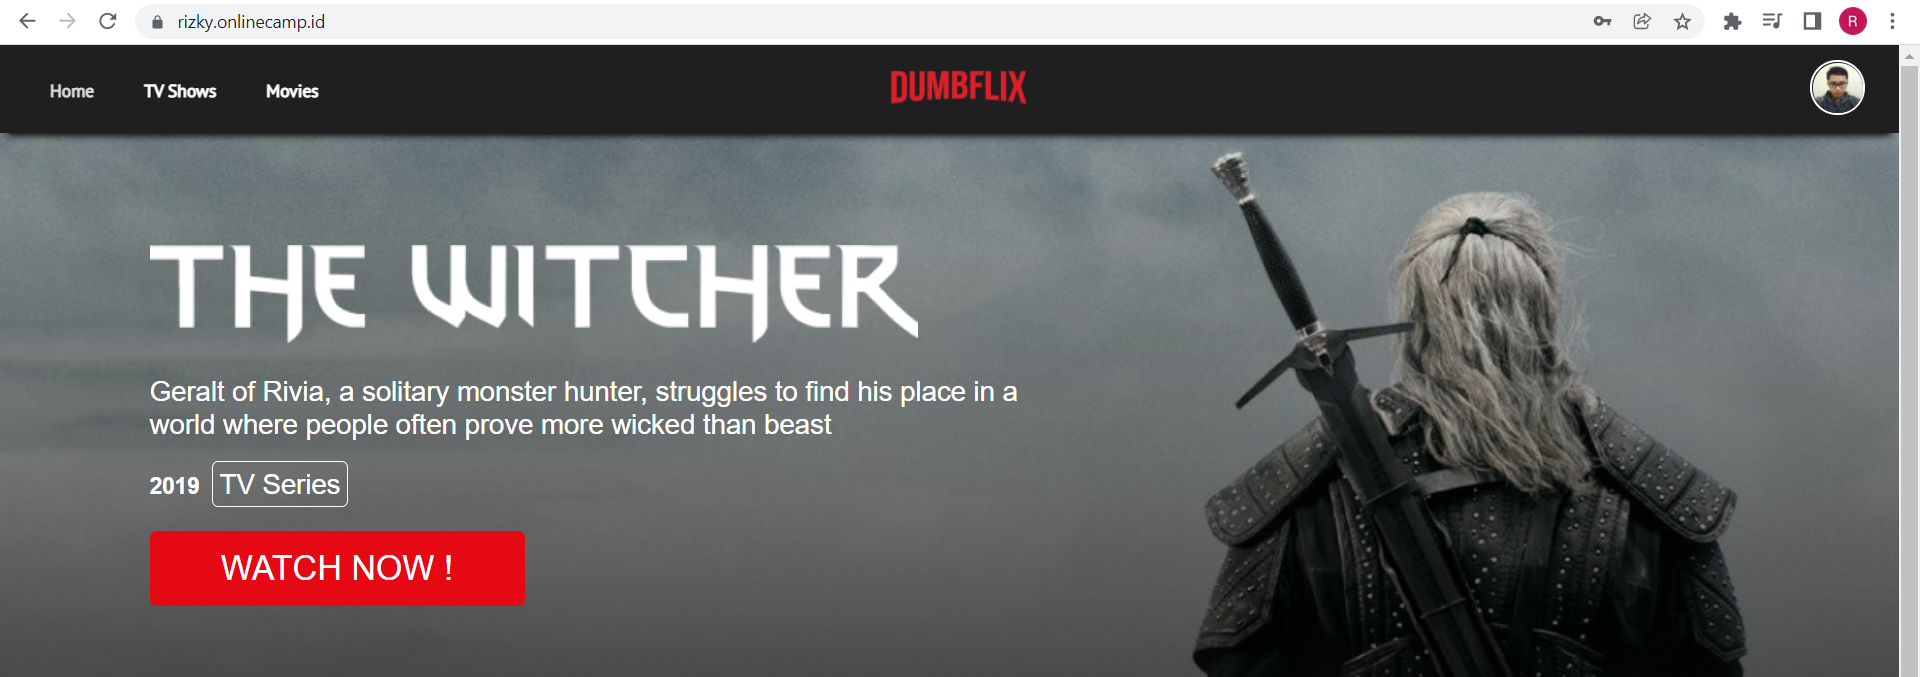 rizky.onlinecamp.id
R
Home TV Shows Movies DUMBFLIX
THE WITCHER
Geralt of Rivia, a solitary monster hunter, struggles to find his place in a
world where people often prove more wicked than beast
2019 TV Series
WATCH NOW !